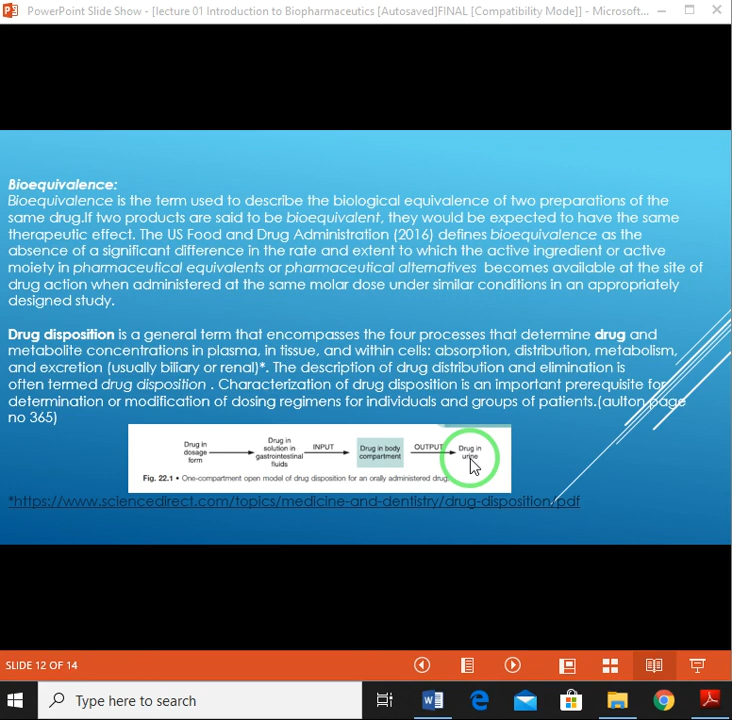 PowerPoint Slide Show - [lecture 01 Introduction to Biopharmaceutics [Autosaved]FINAL [Compatibility Mode]] - Microsoft...
Bioequivalence:
Bioequivalence is the term used to describe the biological equivalence of two preparations of the
same drug.If two products are said to be bioequivalent, they would be expected to have the same
therapeutic effect. The US Food and Drug Administration (2016) defines bioequivalence as the
absence of a significant difference in the rate and extent to which the active ingredient or active
moiety in pharmaceutical equivalents or pharmaceutical alternatives becomes available at the site of
drug action when administered at the same molar dose under similar conditions in an appropriately
designed study.
Drug disposition is a general term that encompasses the four processes that determine drug and
metabolite concentrations in plasma, in tissue, and within cells: absorption, distribution, metabolism,
and excretion (usually biliary or renal)*. The description of drug distribution and elimination is
often termed drug disposition . Characterization of drug disposition is an important prerequisite for
determination or modification of dosing regimens for individuals and groups of patients.(aulton page
no 365)
Drug in
dosage
form
Drug in
solution in
gastrointestinal
fluids
INPUT
Drug in body
compartment
OUTPUT
Drug in
urine
Fig. 22.1 • One-compartment open model of drug disposition for an orally administered drug.
*https://www.sciencedirect.com/topics/medicine-and-dentistry/drug-disposition/pdf
SLIDE 12 OF 14
Type here to search